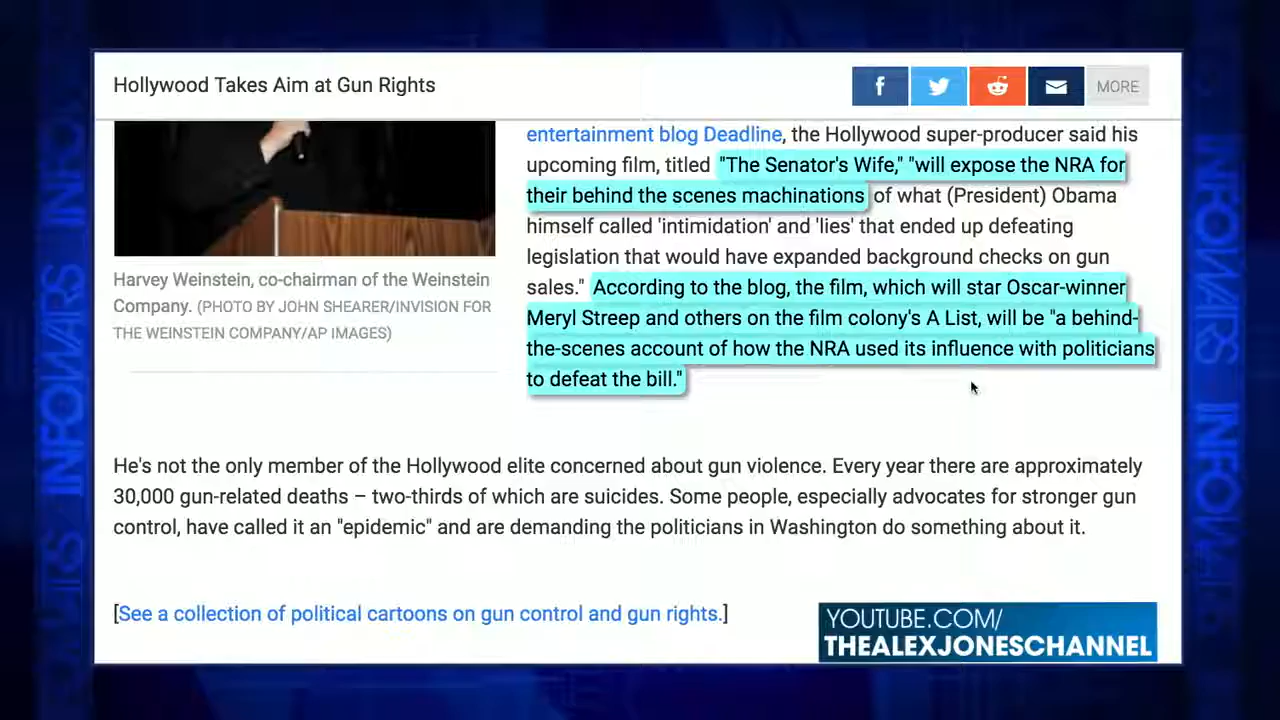 Hollywood Takes Aim at Gun Rights
f
MORE
entertainment blog Deadline, the Hollywood super-producer said his
upcoming film, titled "The Senator's Wife," "will expose the NRA for
their behind the scenes machinations of what (President) Obama
himself called 'intimidation' and 'lies' that ended up defeating
legislation that would have expanded background checks on gun
sales." According to the blog, the film, which will star Oscar-winner
Meryl Streep and others on the film colony's A List, will be "a behind-
the-scenes account of how the NRA used its influence with politicians
to defeat the bill."
Harvey Weinstein, co-chairman of the Weinstein
Company. (PHOTO BY JOHN SHEARER/INVISION FOR
THE WEINSTEIN COMPANY/AP IMAGES)
He's not the only member of the Hollywood elite concerned about gun violence. Every year there are approximately
30,000 gun-related deaths – two-thirds of which are suicides. Some people, especially advocates for stronger gun
control, have called it an "epidemic" and are demanding the politicians in Washington do something about it.
[See a collection of political cartoons on gun control and gun rights.]
YOUTUBE.COM/
THEALEXJONESCHANNEL
INFOWARS
INFOWARS